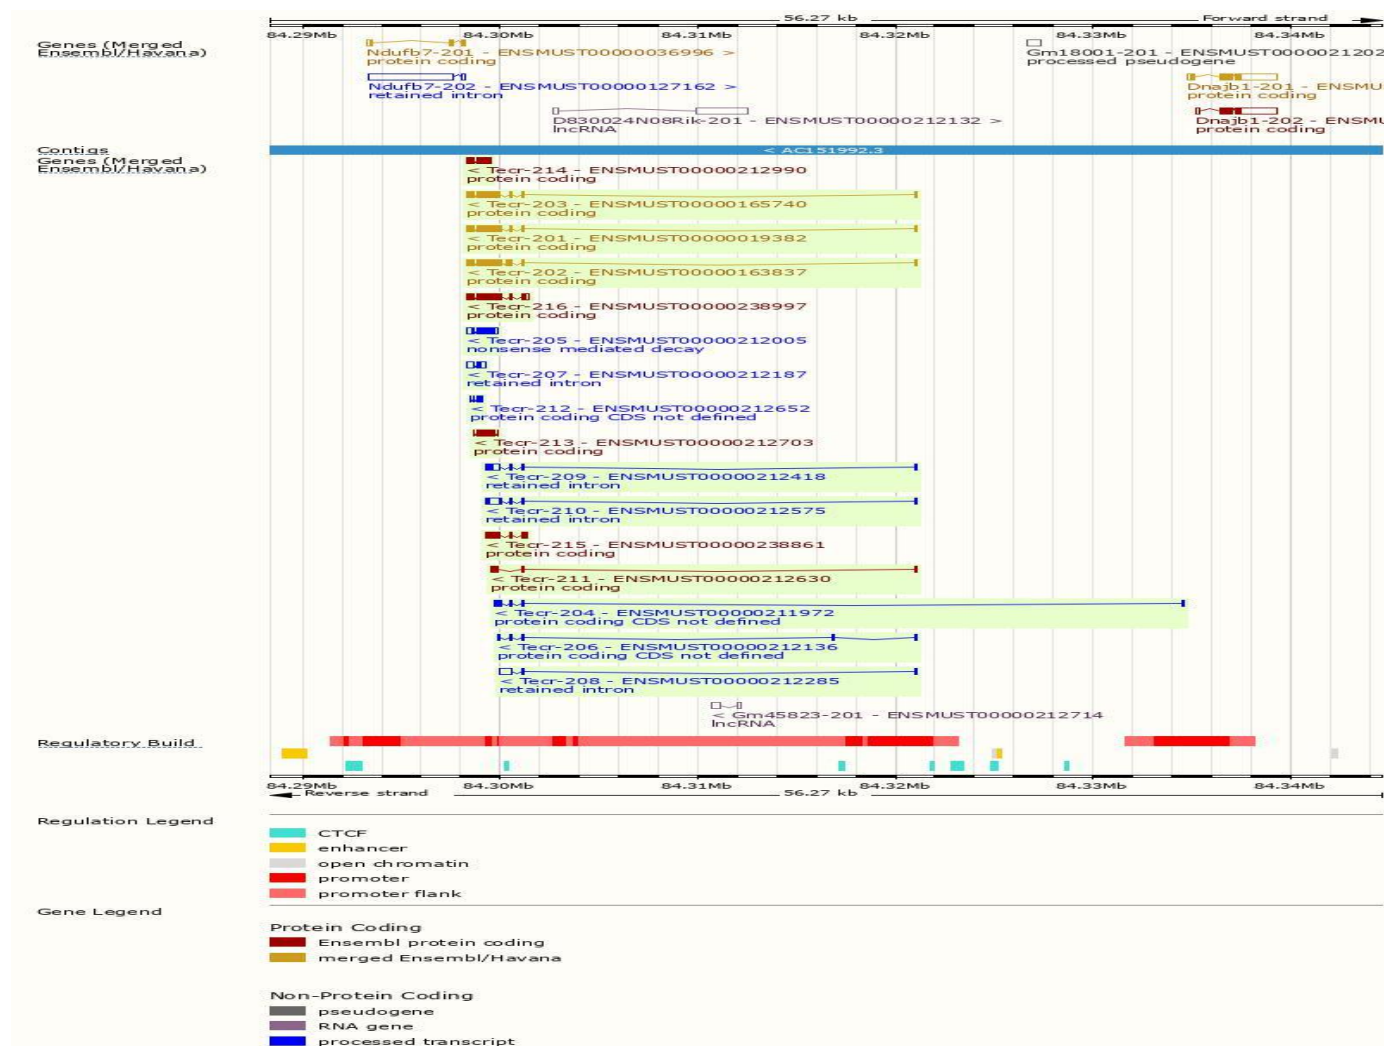 56.27 kb Forward strand
84.29Mb 84.30Mb 84.31Mb 84.32Mb 84.33Mb 84.34Mb
Genes (Merged
Ensembl/Havana)
Ndufb7-201 - ENSMUST00000036996 >
protein coding
Gm18001-201 - ENSMUST00000021202
processed pseudogene
Ndufb7-202 - ENSMUST00000127162 >
retained intron
Dnajb1-201 - ENSMU
protein coding
D830024N08Rik-201 - ENSMUST00000212132 >
lncRNA
Dnajb1-202 - ENSM
protein coding
Contigs
< AC151992.3
Genes (Merged
Ensembl/Havana)
< Tecr-214 - ENSMUST00000212990
protein coding
< Tecr-203 - ENSMUST00000165740
protein coding
< Tecr-201 - ENSMUST00000019382
protein coding
< Tecr-202 - ENSMUST00000163837
protein coding
< Tecr-216 - ENSMUST00000238997
protein coding
< Tecr-205 - ENSMUST00000212005
nonsense mediated decay
< Tecr-207 - ENSMUST00000212187
retained intron
< Tecr-212 - ENSMUST00000212652
protein coding CDS not defined
< Tecr-213 - ENSMUST00000212703
protein coding
< Tecr-209 - ENSMUST00000212418
retained intron
< Tecr-210 - ENSMUST00000212575
retained intron
< Tecr-215 - ENSMUST00000238861
protein coding
< Tecr-211 - ENSMUST00000212630
protein coding
< Tecr-204 - ENSMUST00000211972
protein coding CDS not defined
< Tecr-206 - ENSMUST00000212136
protein coding CDS not defined
< Tecr-208 - ENSMUST00000212285
retained intron
< Gm45823-201 - ENSMUST00000212714
lncRNA
Regulatory Build
84.29Mb 84.30Mb 84.31Mb 84.32Mb 84.33Mb 84.34Mb
Reverse strand 56.27 kb
Regulation Legend
CTCF
enhancer
open chromatin
promoter
promoter flank
Gene Legend
Protein Coding
Ensembl protein coding
merged Ensembl/Havana
Non-Protein Coding
pseudogene
RNA gene
processed transcript